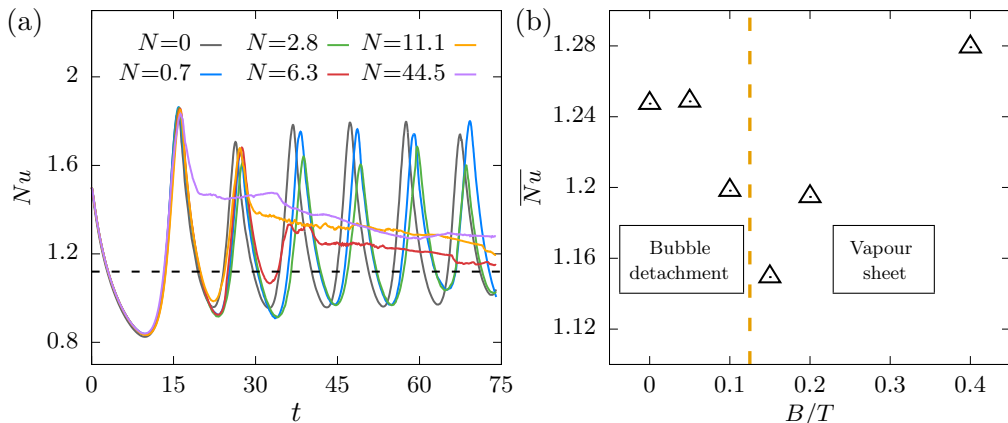 (a)
N=0
N=2.8
N=11.1
N=0.7
N=6.3
N=44.5
2
1.6
1.2
0.8
Nu
0
15
30
45
60
75
t
(b)
1.28
1.24
1.2
1.16
1.12
Nu
Bubble
detachment
Vapour
sheet
0
0.1
0.2
0.3
0.4
B/T